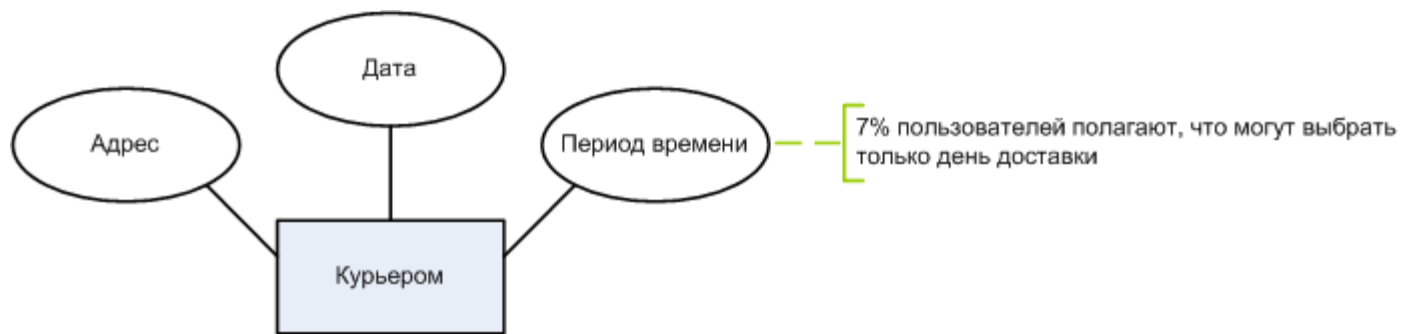 Дата
Адрес
Период времени
7% пользователей полагают, что могут выбрать
только день доставки
Курьером